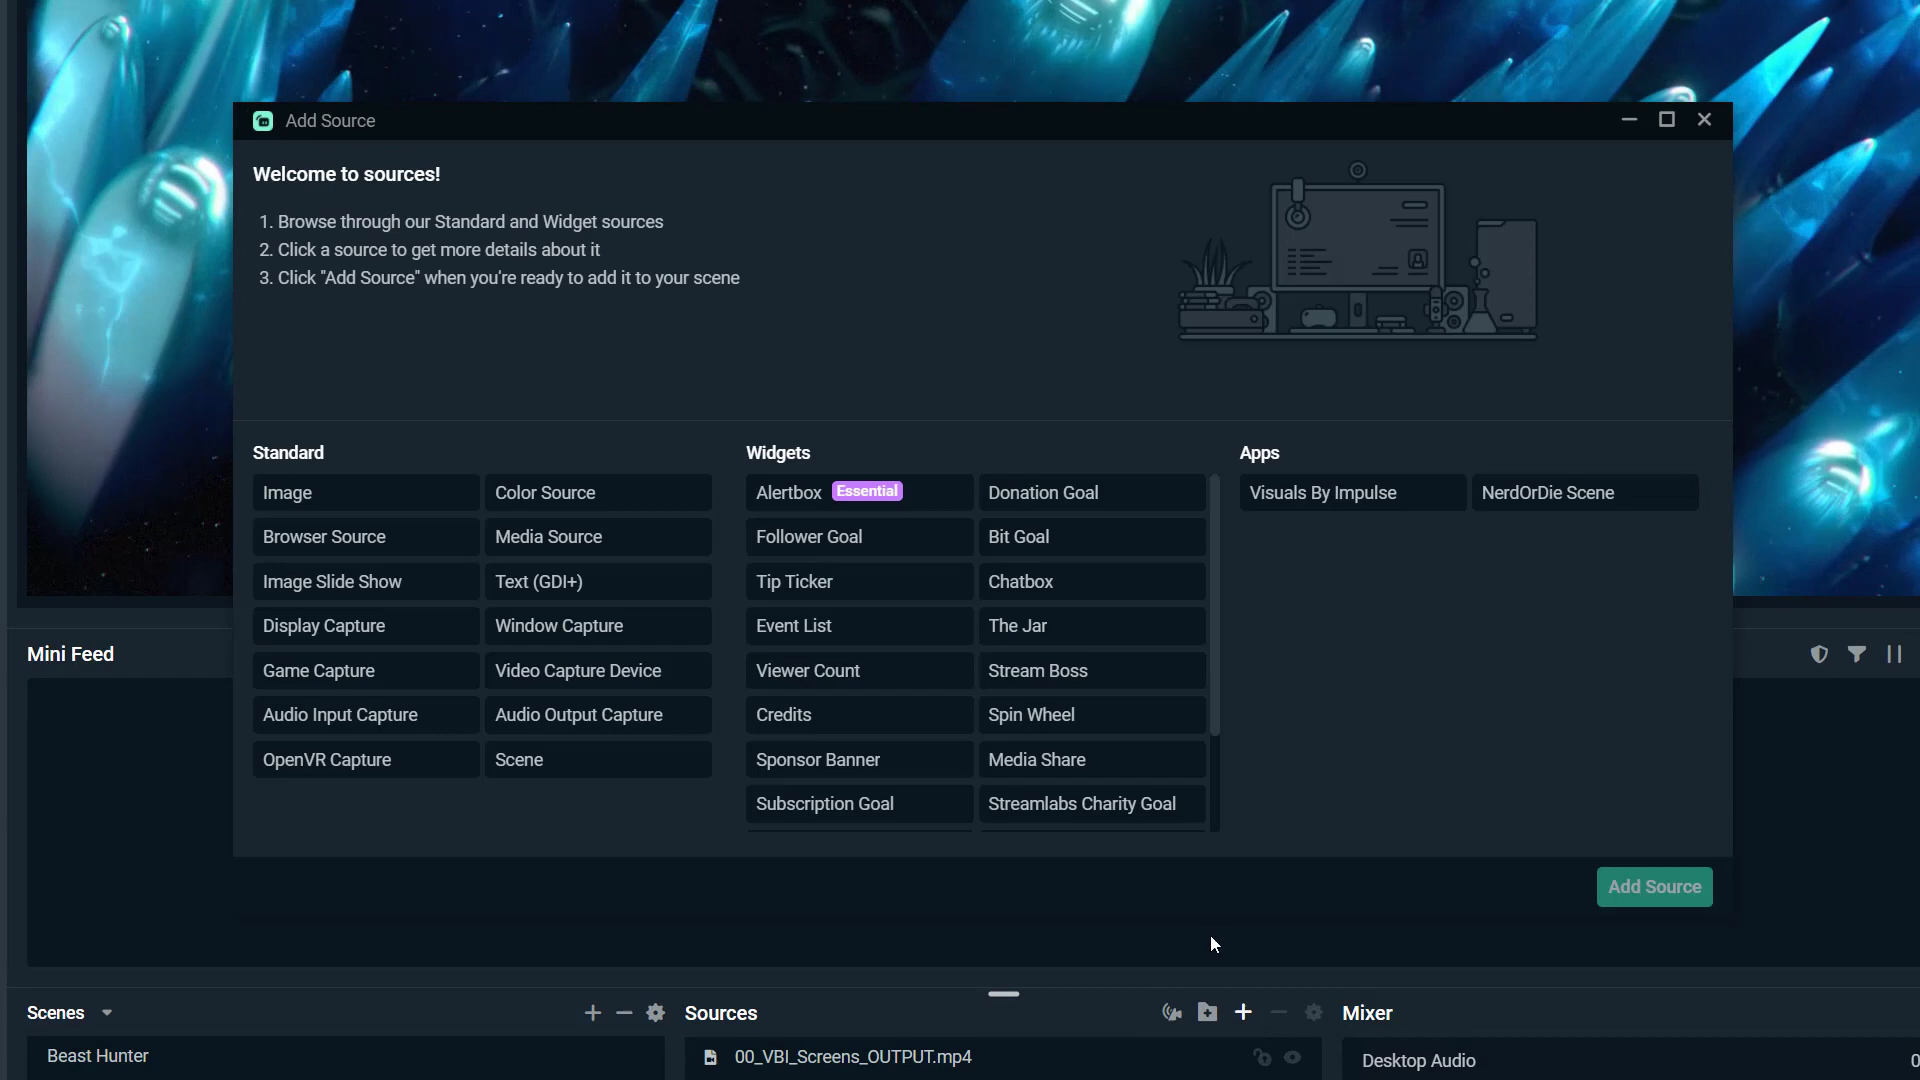 Add Source
Welcome to sources!
1. Browse through our Standard and Widget sources
2. Click a source to get more details about it
3. Click "Add Source" when you're ready to add it to your scene
Standard
Image
Color Source
Browser Source
Media Source
Image Slide Show
Text (GDI+)
Display Capture
Window Capture
Game Capture
Video Capture Device
Audio Input Capture
Audio Output Capture
OpenVR Capture
Scene
Widgets
Alertbox Essential
Donation Goal
Follower Goal
Bit Goal
Tip Ticker
Chatbox
Event List
The Jar
Viewer Count
Stream Boss
Credits
Spin Wheel
Sponsor Banner
Media Share
Subscription Goal
Streamlabs Charity Goal
Apps
Visuals By Impulse
NerdOrDie Scene
Add Source
Mini Feed
Scenes
Beast Hunter
Sources
00_VBI_Screens_OUTPUT.mp4
Mixer
Desktop Audio